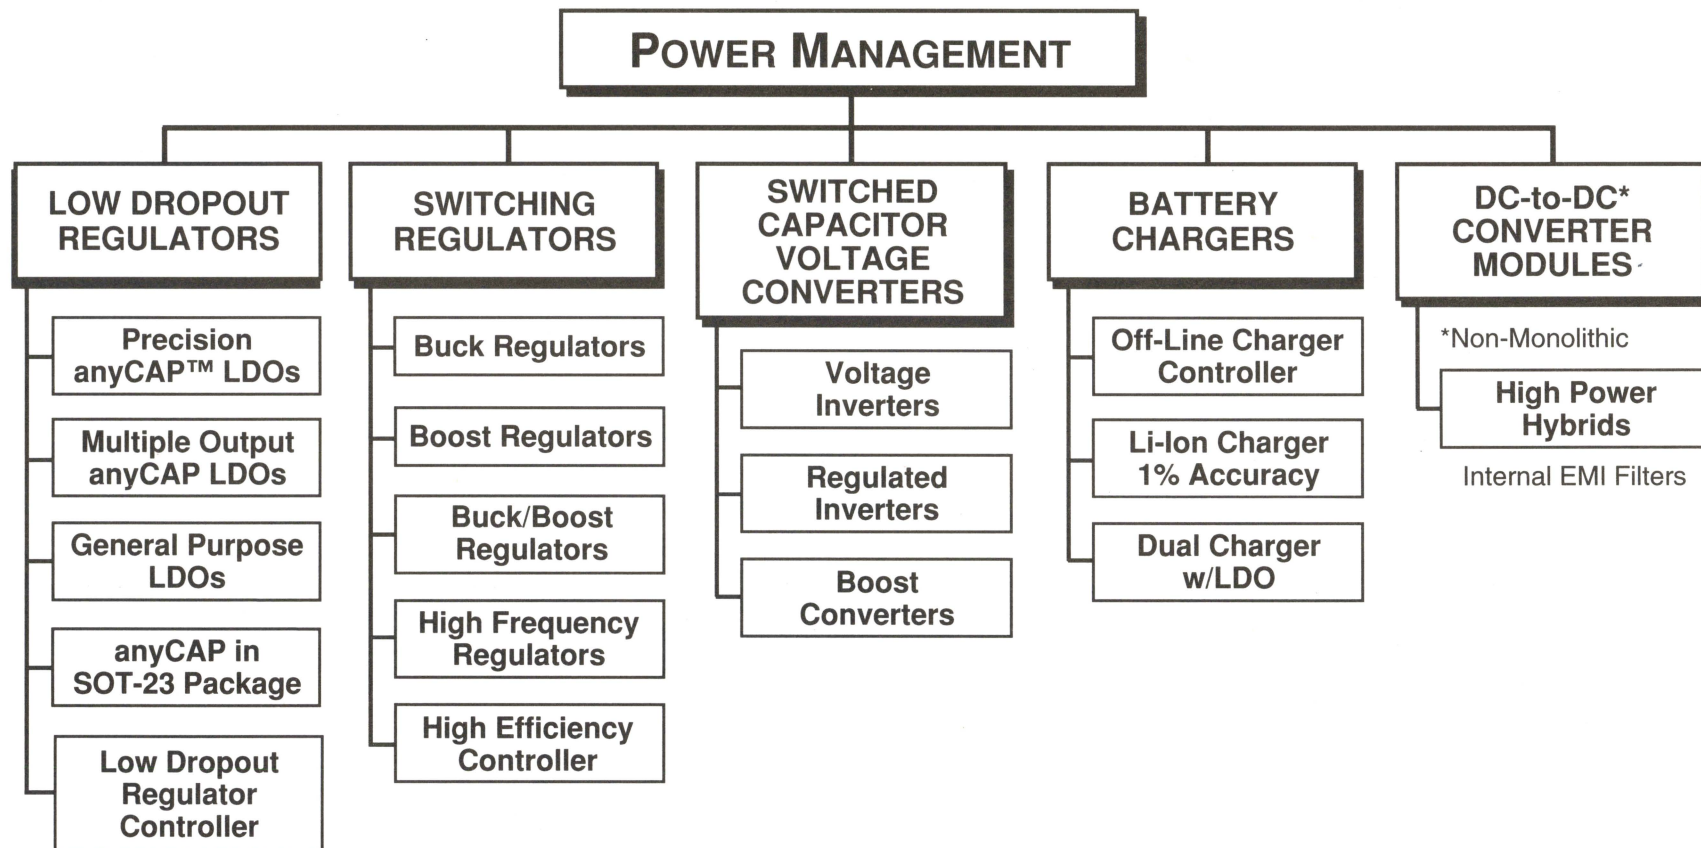 POWER MANAGEMENT
LOW DROPOUT
REGULATORS
Precision
anyCAP™ LDOs
Multiple Output
anyCAP LDOs
General Purpose
LDOs
anyCAP in
SOT-23 Package
Low Dropout
Regulator
Controller
SWITCHING
REGULATORS
Buck Regulators
Boost Regulators
Buck/Boost
Regulators
High Frequency
Regulators
High Efficiency
Controller
SWITCHED
CAPACITOR
VOLTAGE
CONVERTERS
Voltage
Inverters
Regulated
Inverters
Boost
Converters
BATTERY
CHARGERS
Off-Line Charger
Controller
Li-Ion Charger
1% Accuracy
Dual Charger
w/LDO
DC-to-DC*
CONVERTER
MODULES
*Non-Monolithic
High Power
Hybrids
Internal EMI Filters